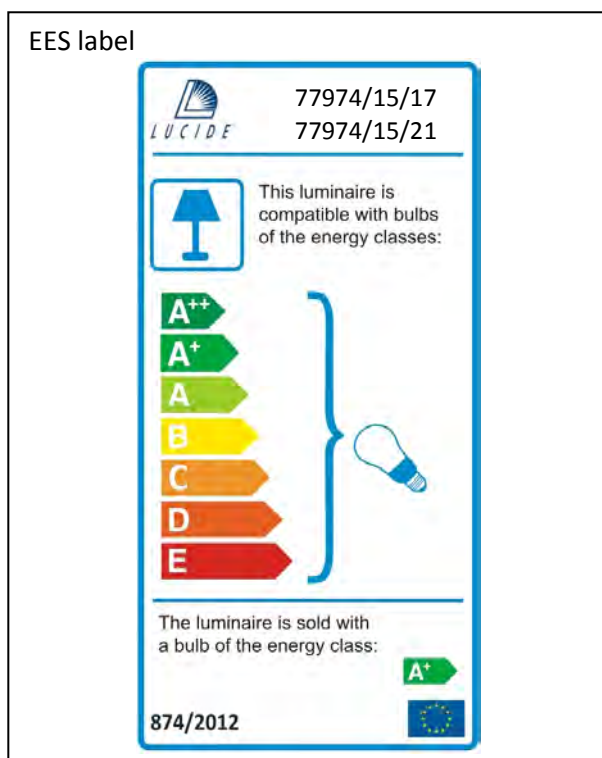 EES label
LUCIDE
77974/15/17
77974/15/21
This luminaire is
compatible with bulbs
of the energy classes:
A++
A+
A
B
C
D
E
The luminaire is sold with
a bulb of the energy class:
A+
874/2012